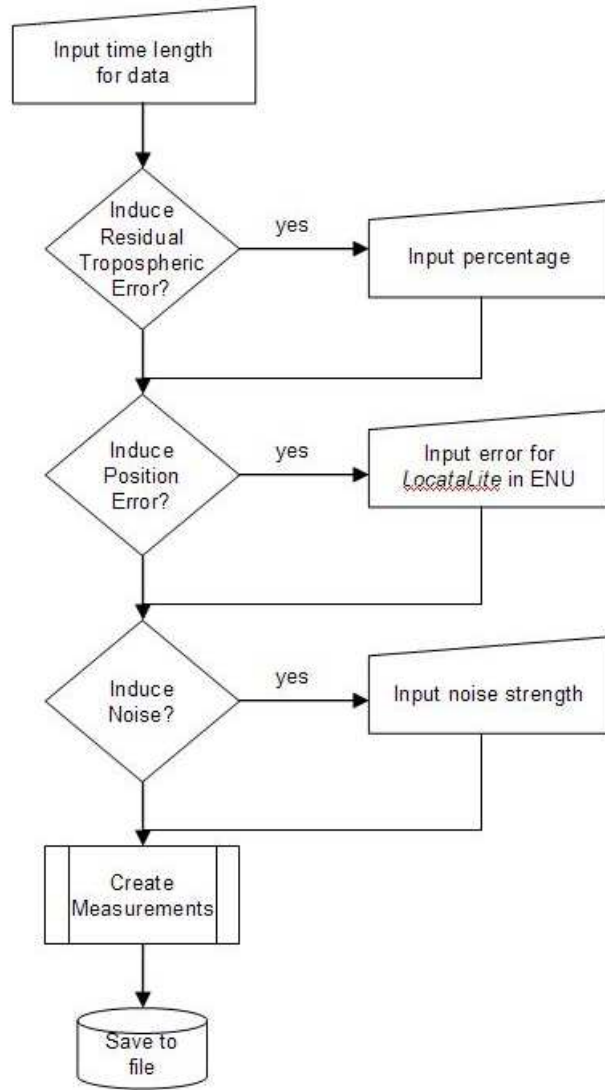 Input time length
for data
Induce
Residual
Tropospheric
Error?
yes
Input percentage
Induce
Position
Error?
yes
Input error for
LocataLite in ENU
Induce
Noise?
yes
Input noise strength
Create
Measurements
Save to
file